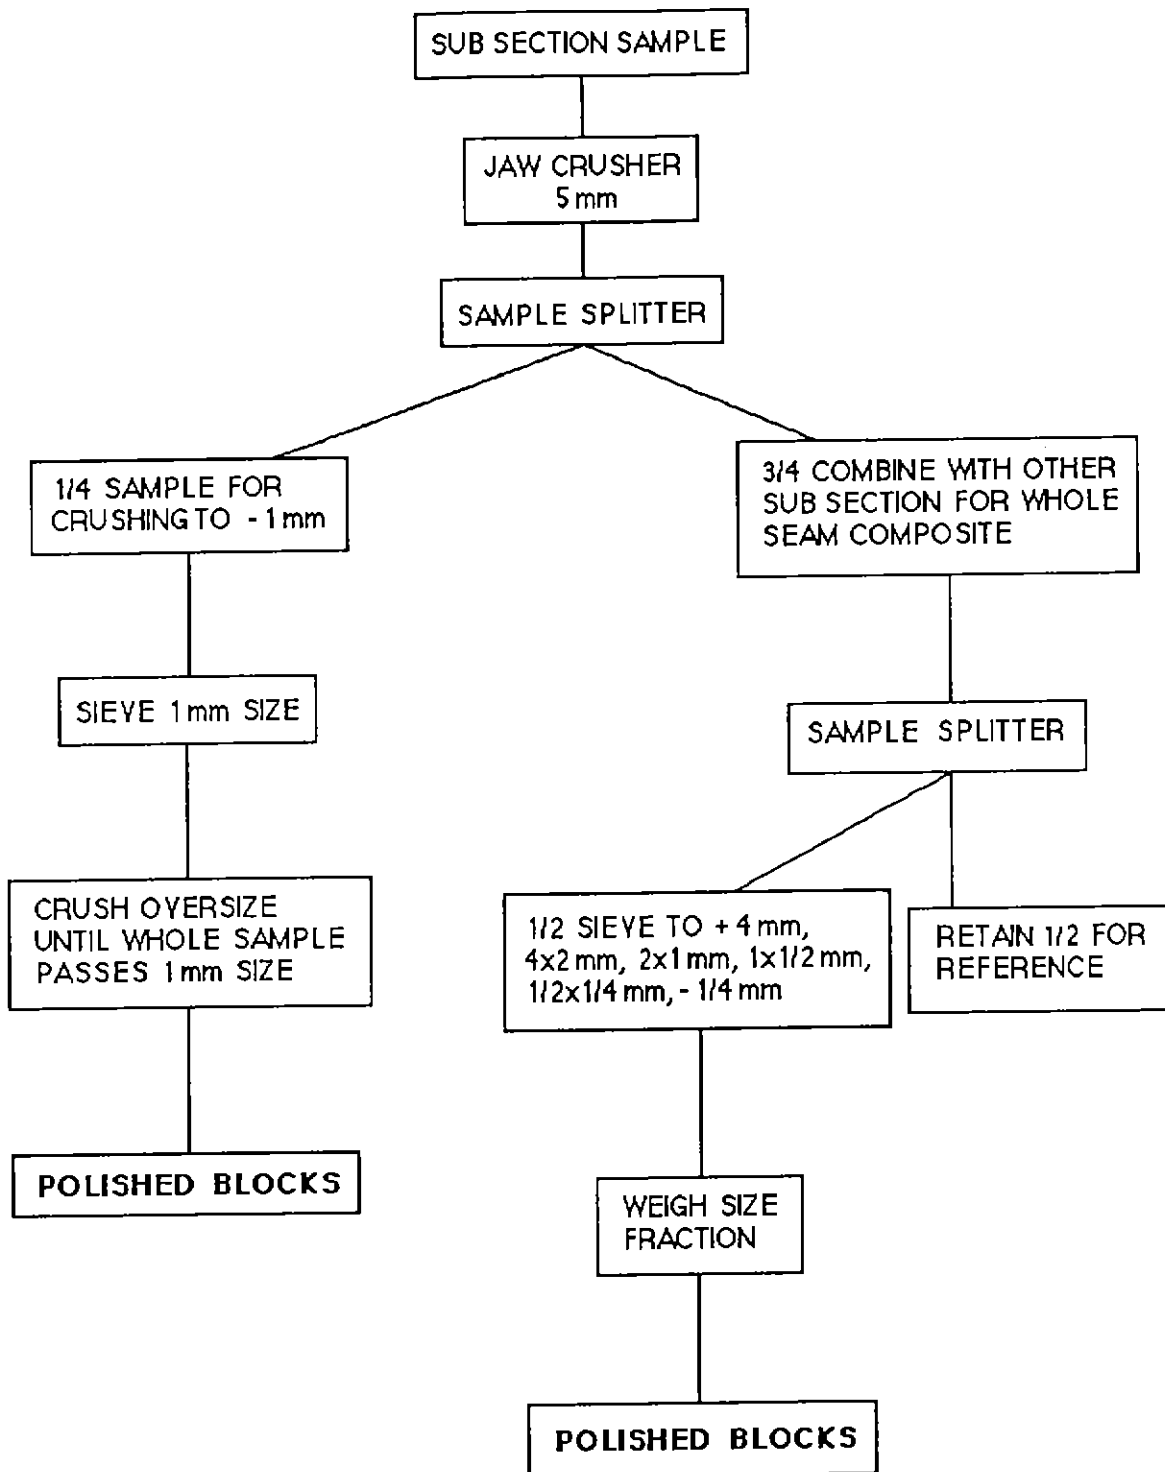 SUB SECTION SAMPLE
JAW CRUSHER
5 mm
SAMPLE SPLITTER
1/4 SAMPLE FOR
CRUSHING TO - 1 mm
3/4 COMBINE WITH OTHER
SUB SECTION FOR WHOLE
SEAM COMPOSITE
SIEVE 1 mm SIZE
SAMPLE SPLITTER
CRUSH OVERSIZE
UNTIL WHOLE SAMPLE
PASSES 1 mm SIZE
1/2 SIEVE TO + 4 mm,
4x2 mm, 2x1 mm, 1x1/2 mm,
1/2x1/4 mm, - 1/4 mm
RETAIN 1/2 FOR
REFERENCE
POLISHED BLOCKS
WEIGH SIZE
FRACTION
POLISHED BLOCKS